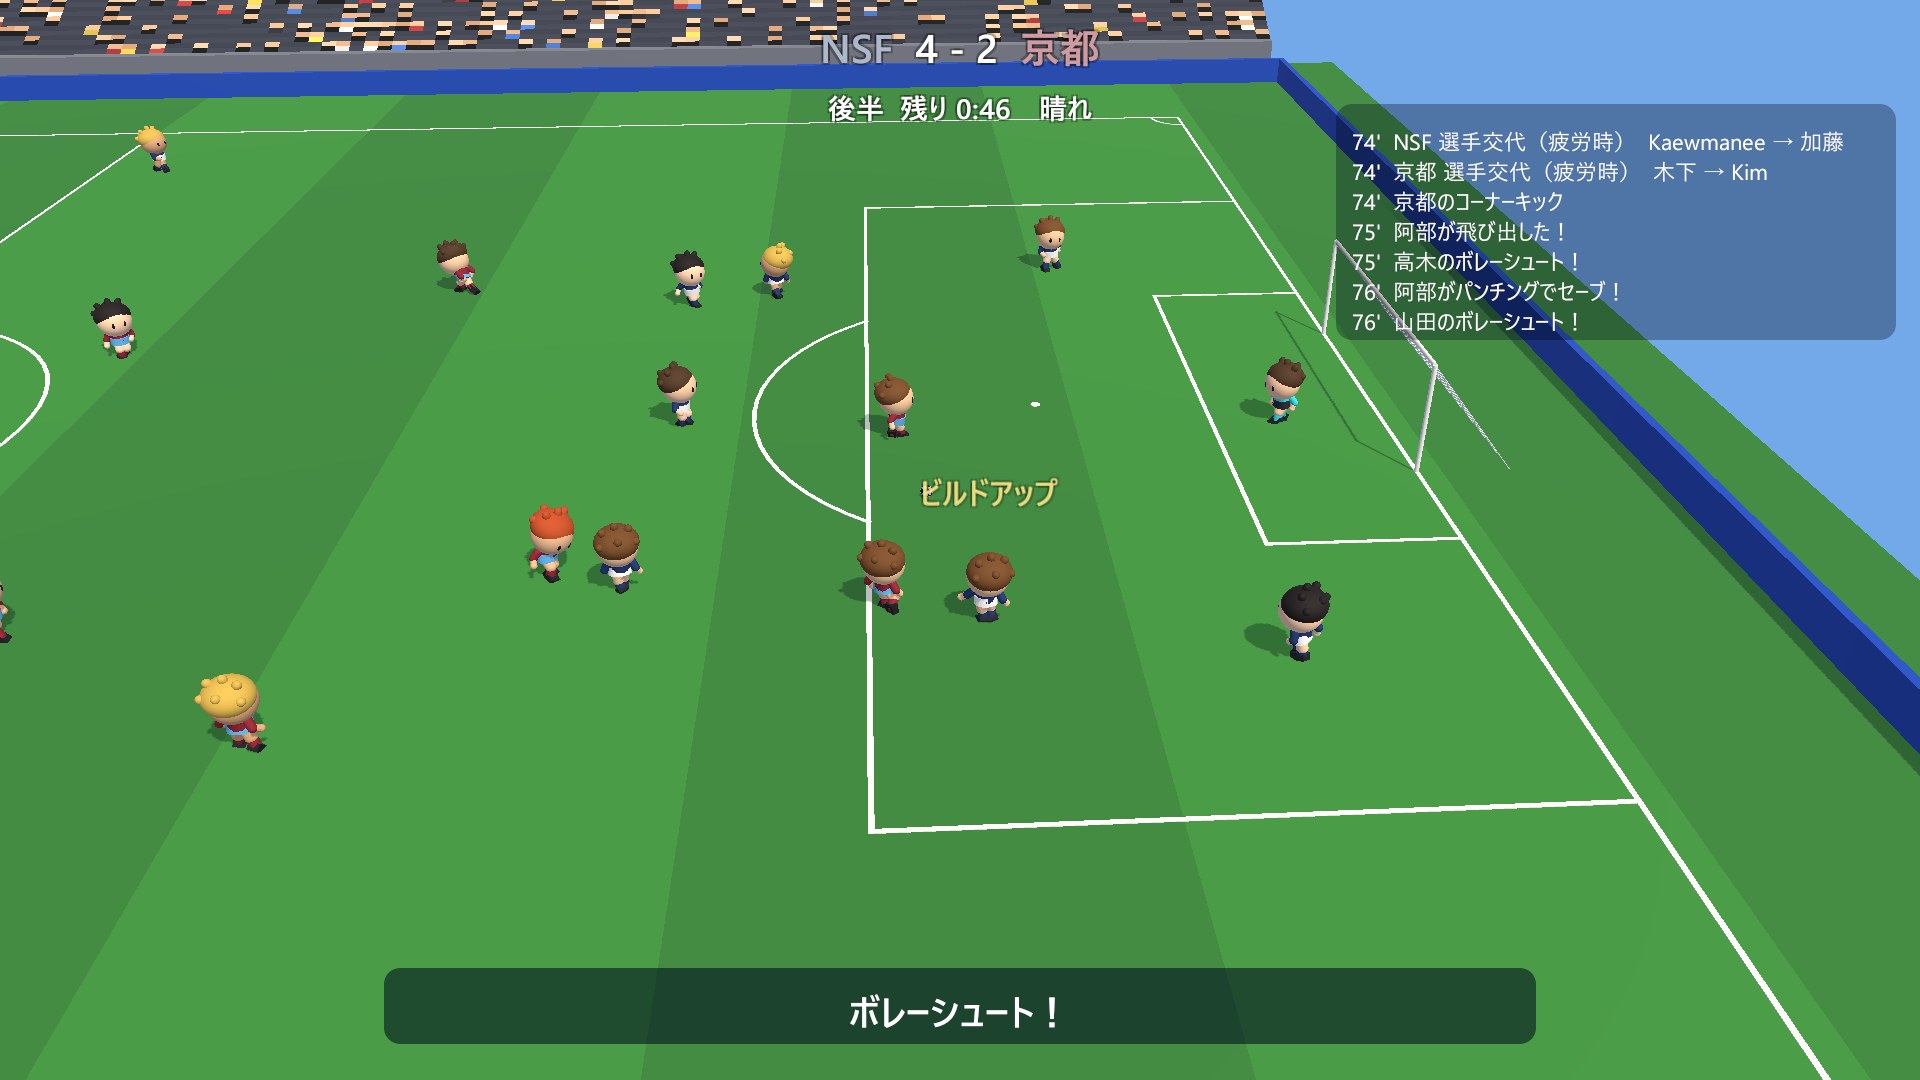 NSF 4 - 2 京都
後半 残り 0:46 晴れ
74' NSF 選手交代（疲労時） Kaewmanee → 加藤
74' 京都 選手交代（疲労時） 木下 → Kim
74' 京都のコーナーキック
75' 阿部が飛び出した！
75' 高木のボレーシュート！
76' 阿部がパンチングでセーブ！
76' 山田のボレーシュート！
ビルドアップ
ボレーシュート！